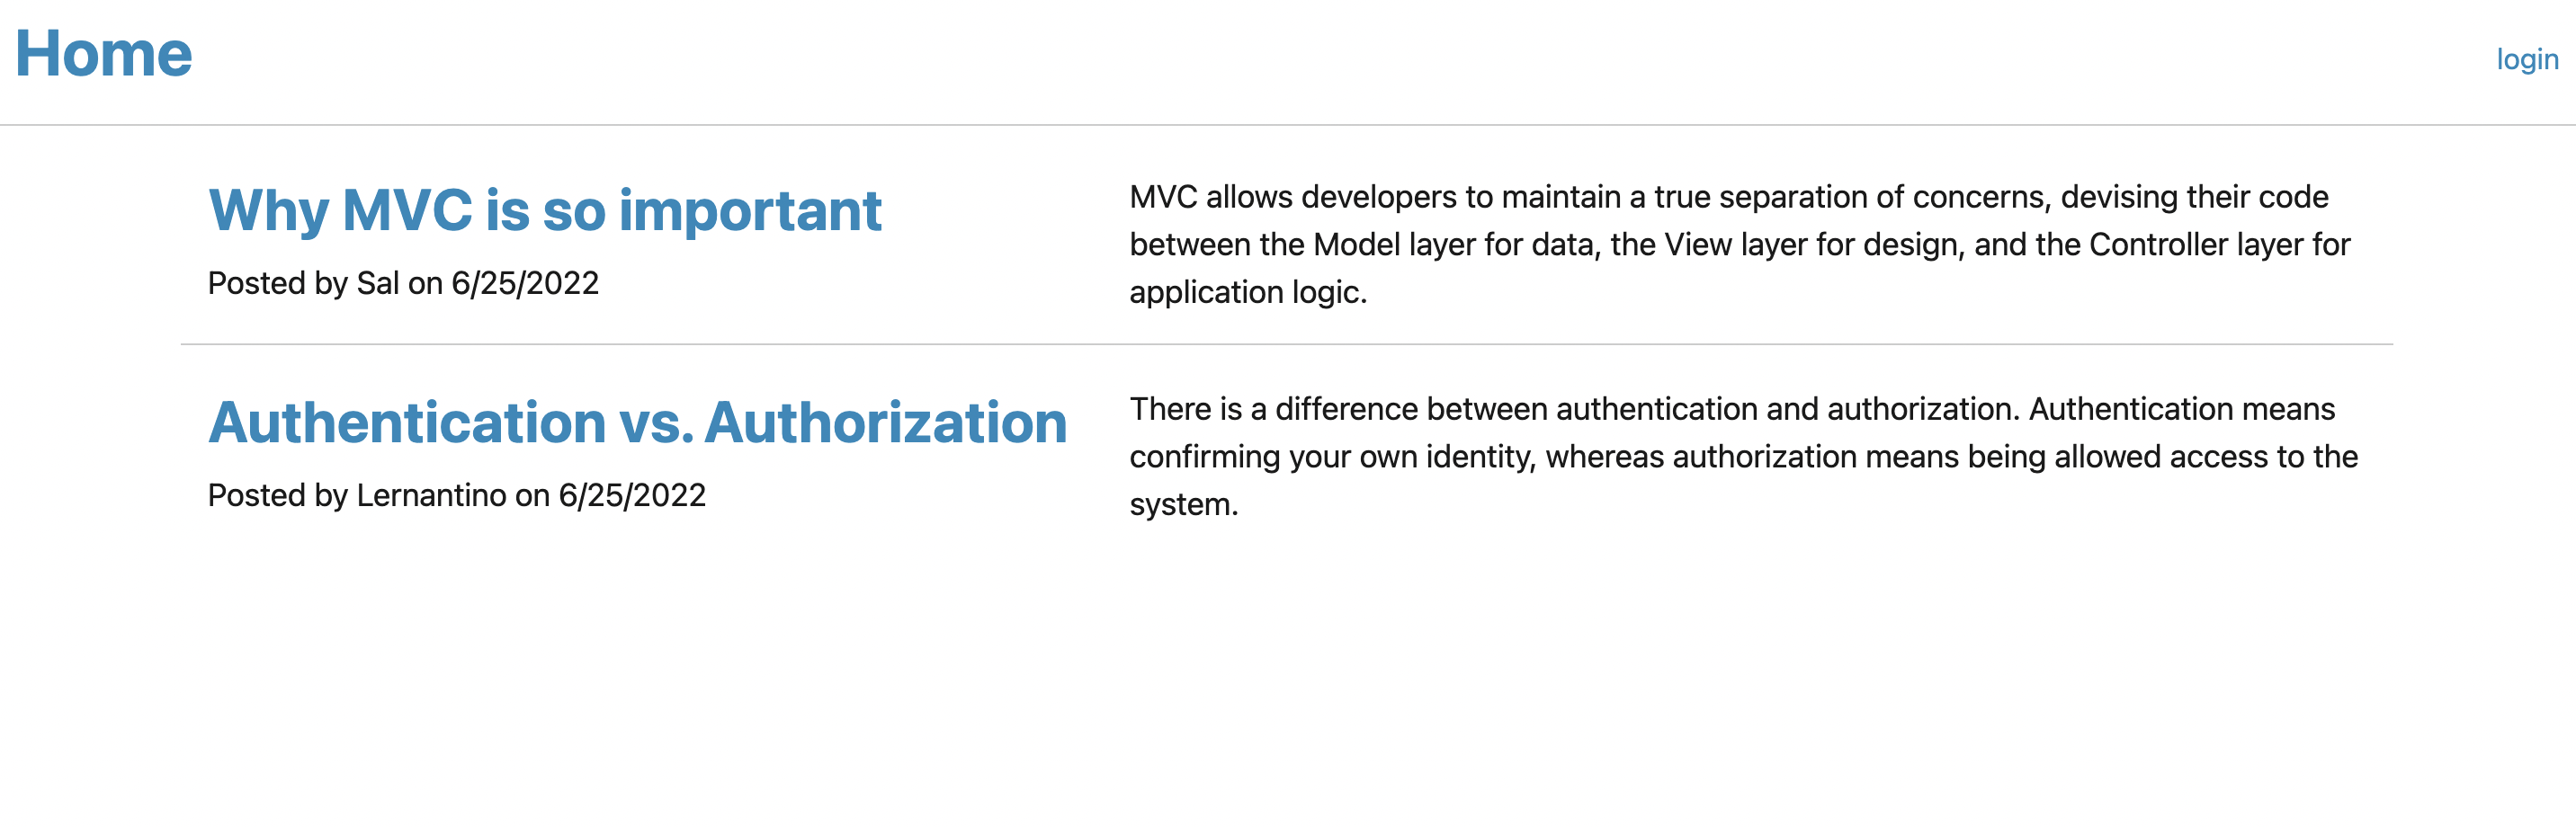 Home
login
Why MVC is so important
Posted by Sal on 6/25/2022
MVC allows developers to maintain a true separation of concerns, devising their code
between the Model layer for data, the View layer for design, and the Controller layer for
application logic.
Authentication vs. Authorization
Posted by Lernantino on 6/25/2022
There is a difference between authentication and authorization. Authentication means
confirming your own identity, whereas authorization means being allowed access to the
system.